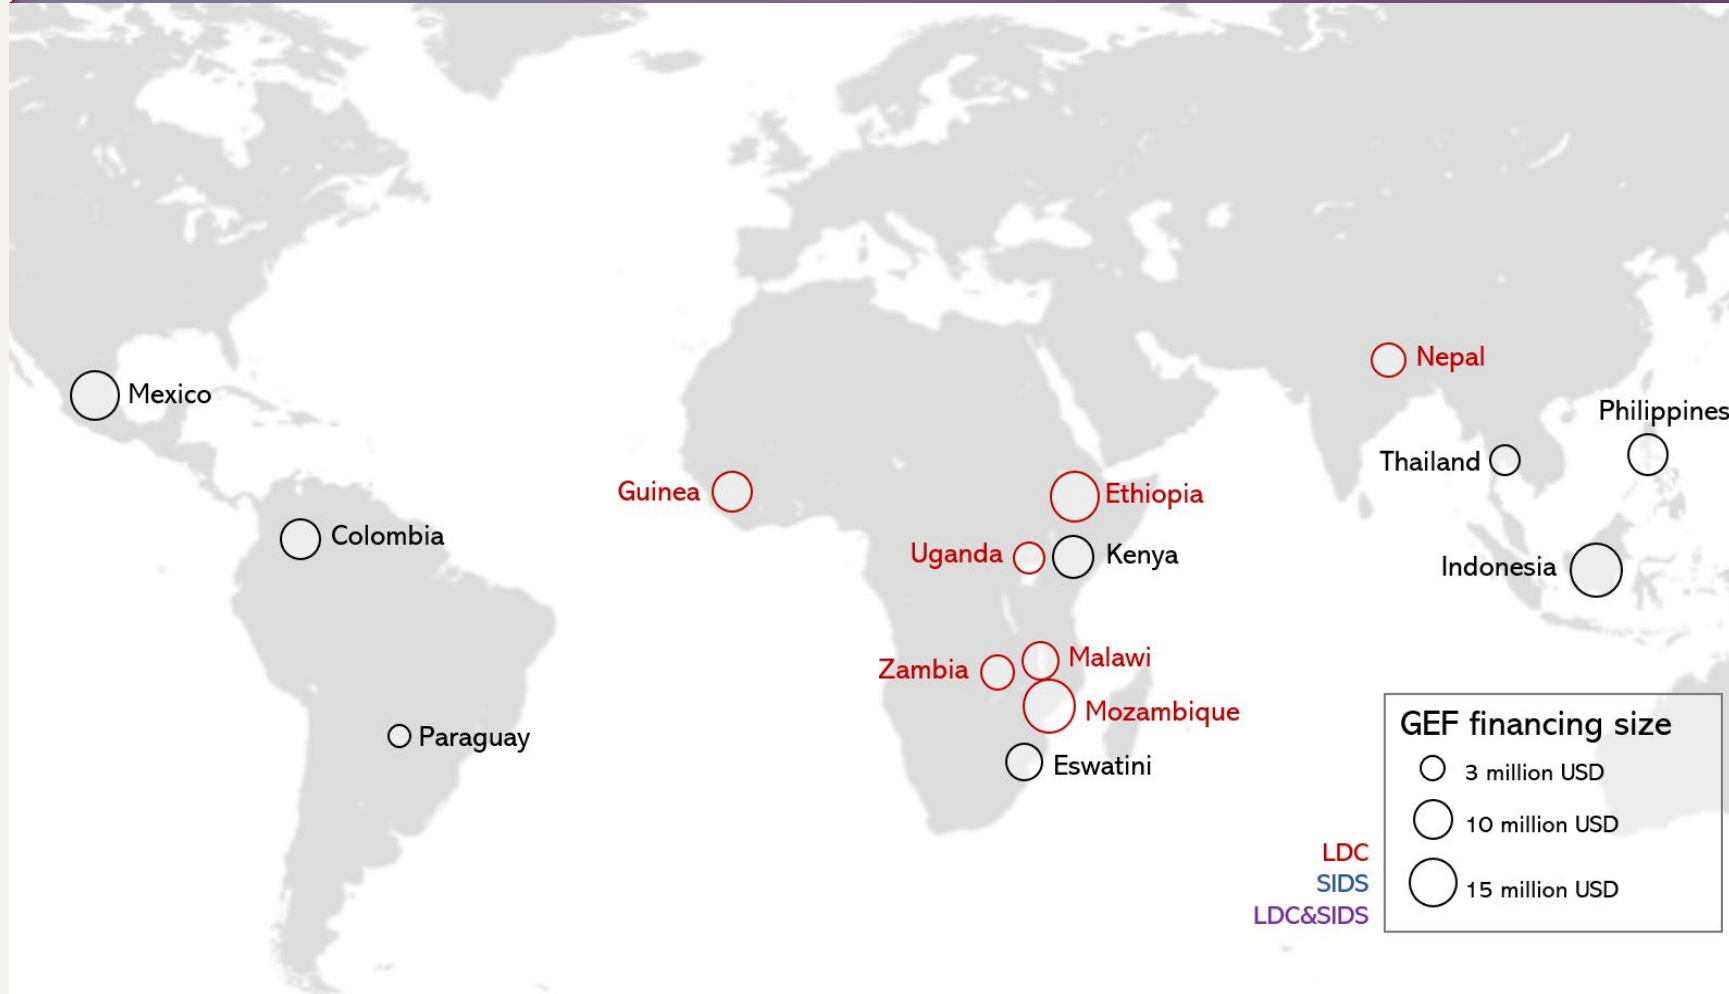 Mexico
Nepal
Philippines
Thailand
Guinea
Ethiopia
Colombia
Uganda
Kenya
Indonesia
Malawi
Zambia
Mozambique
Paraguay
Eswatini
GEF financing size
3 million USD
10 million USD
15 million USD
LDC
SIDS
LDC&SIDS